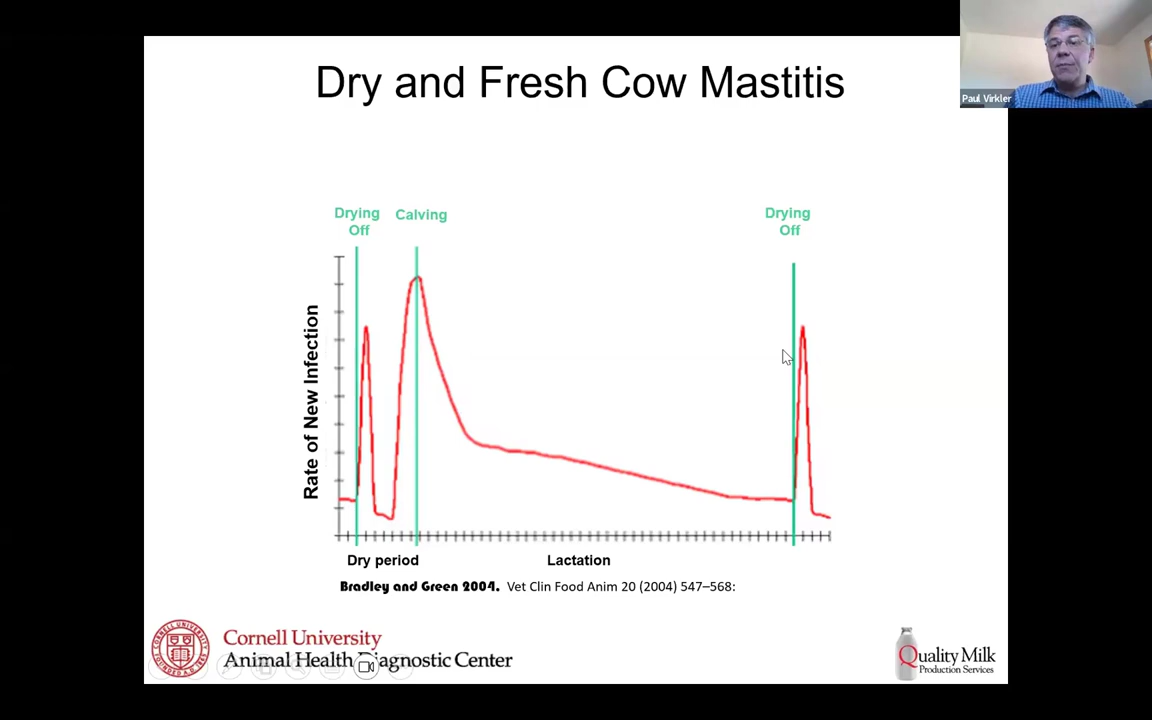 Dry and Fresh Cow Mastitis
Paul Virkler
Drying
Off
Calving
Drying
Off
Rate of New Infection
Dry period
Lactation
Bradley and Green 2004. Vet Clin Food Anim 20 (2004) 547–568:
Cornell University
Animal Health Diagnostic Center
Quality Milk
Production Services